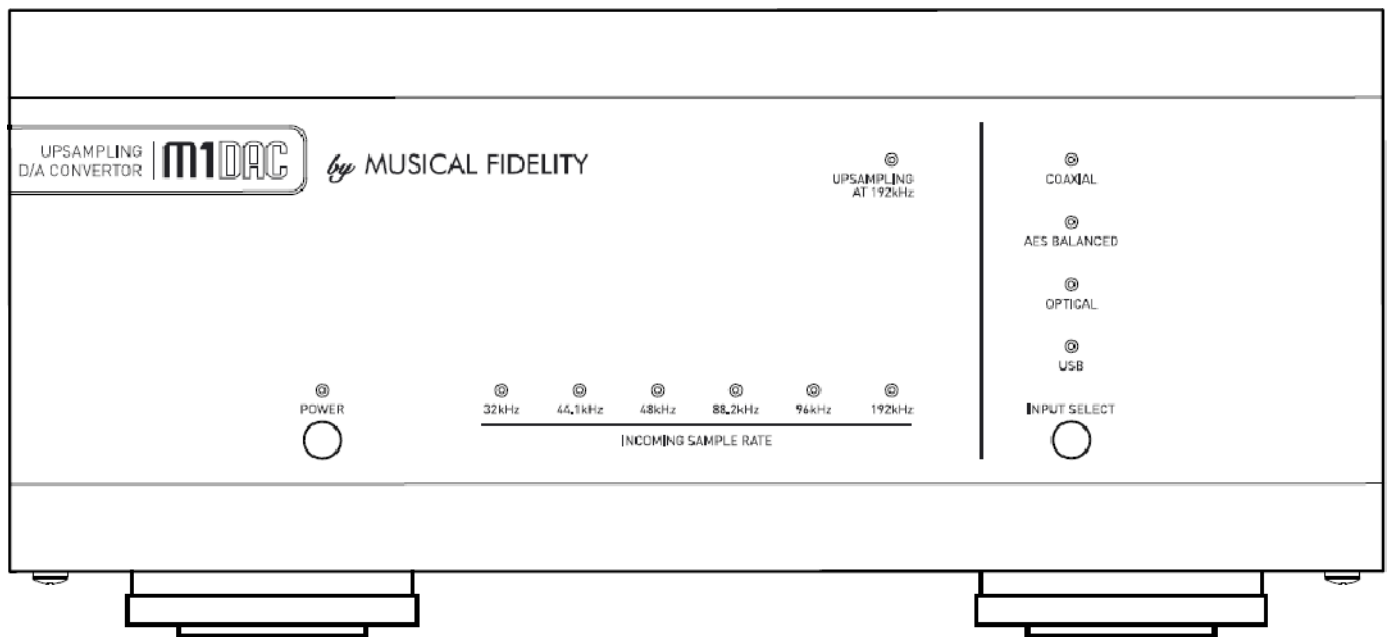 UPSAMPLING
D/A CONVERTOR
M1DAC
by MUSICAL FIDELITY
UPSAMPLING
AT 192kHz
COAXIAL
AES BALANCED
OPTICAL
USB
POWER
32kHz 44.1kHz 48kHz 88.2kHz 96kHz 192kHz
INCOMING SAMPLE RATE
INPUT SELECT